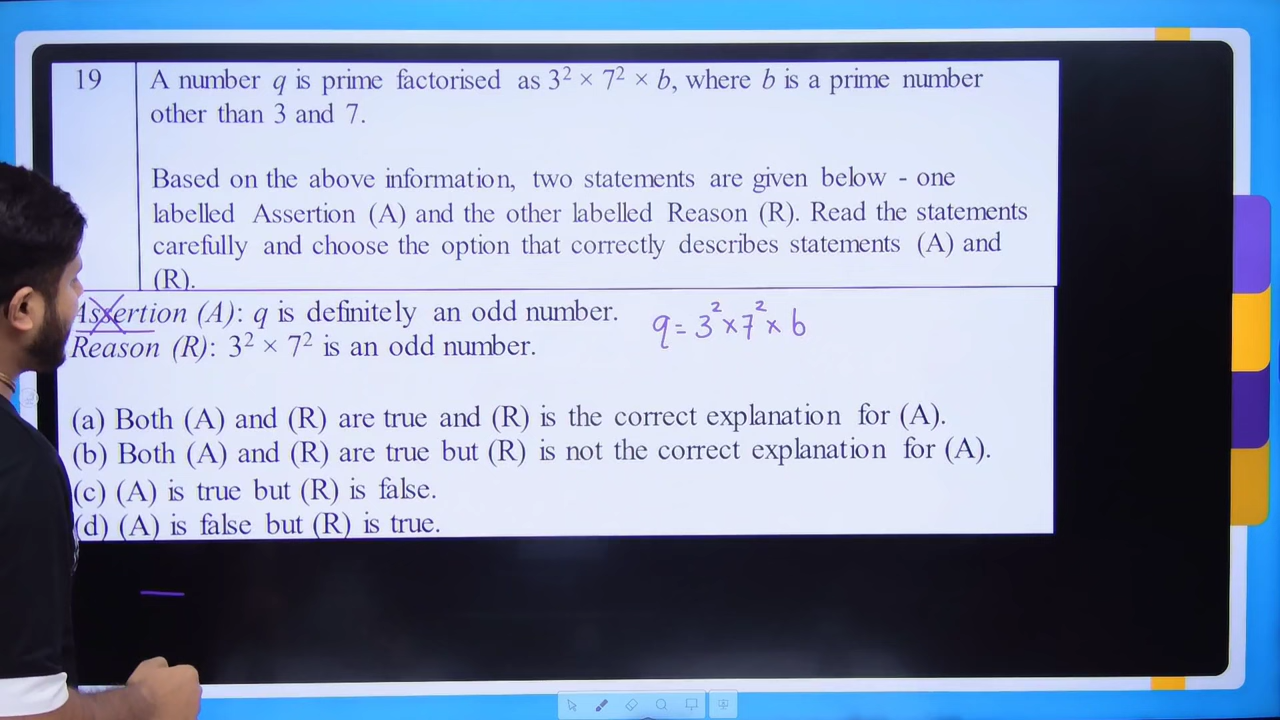 19 A number q is prime factorised as 3² × 7² × b, where b is a prime number
other than 3 and 7.
Based on the above information, two statements are given below - one
labelled Assertion (A) and the other labelled Reason (R). Read the statements
carefully and choose the option that correctly describes statements (A) and
(R).
Assertion (A): q is definitely an odd number.
q = 3² × 7² × b
Reason (R): 3² × 7² is an odd number.
(a) Both (A) and (R) are true and (R) is the correct explanation for (A).
(b) Both (A) and (R) are true but (R) is not the correct explanation for (A).
(c) (A) is true but (R) is false.
(d) (A) is false but (R) is true.